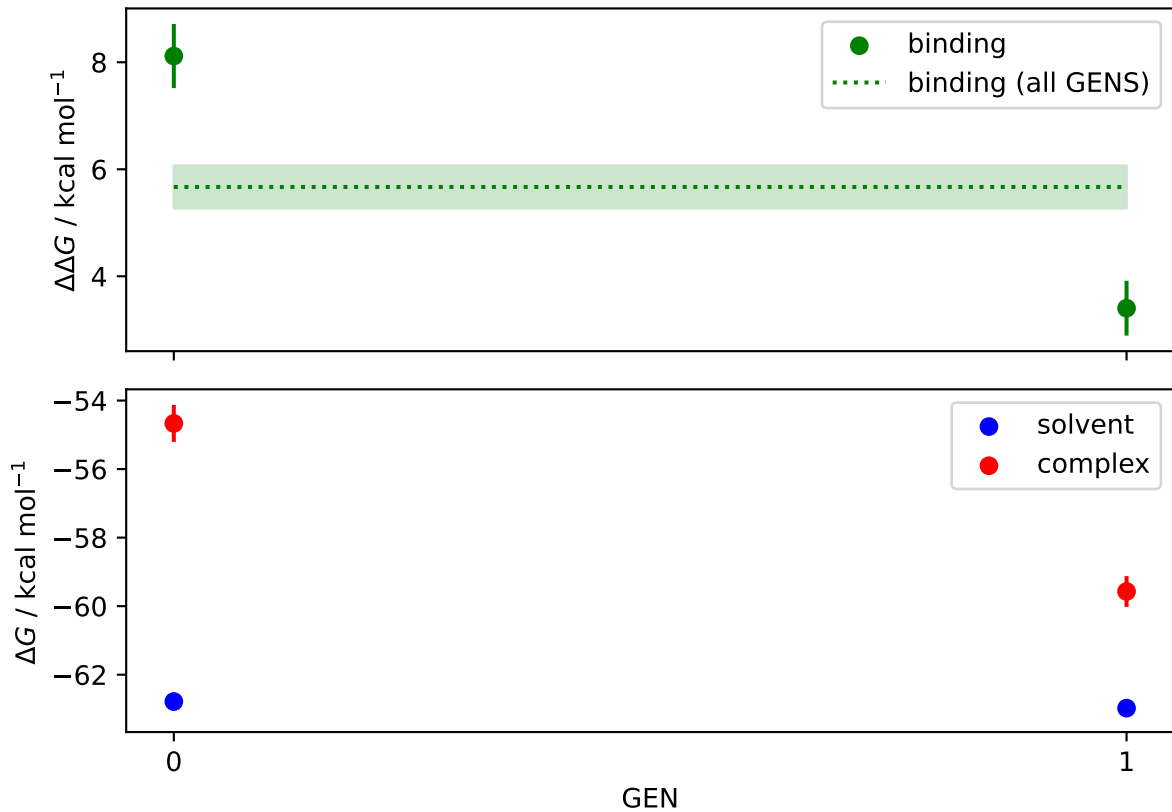 8
6
4
ΔΔG / kcal mol⁻¹
binding
binding (all GENS)
−54
−56
−58
−60
−62
ΔG / kcal mol⁻¹
solvent
complex
0
1
GEN